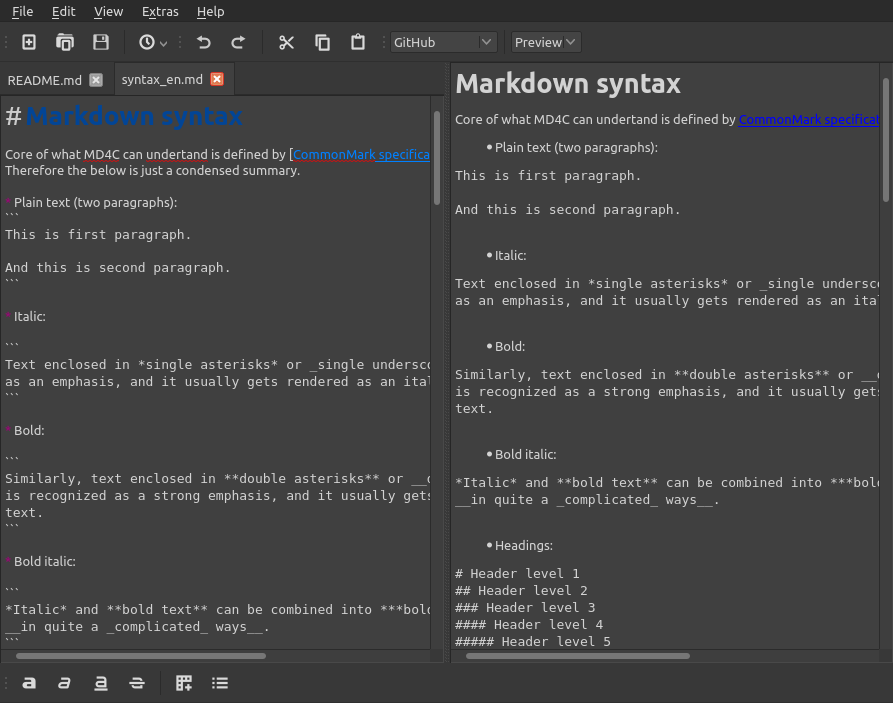 File Edit View Extras Help
GitHub Preview
README.md syntax_en.md
# Markdown syntax
Core of what MD4C can undertand is defined by [CommonMark specifica
Therefore the below is just a condensed summary.
* Plain text (two paragraphs):
```
This is first paragraph.
And this is second paragraph.
```
* Italic:
```
Text enclosed in *single asterisks* or _single undersco
as an emphasis, and it usually gets rendered as an ital
```
* Bold:
```
Similarly, text enclosed in **double asterisks** or __d
is recognized as a strong emphasis, and it usually gets
text.
```
* Bold italic:
```
*Italic* and **bold text** can be combined into ***bold
__in quite a _complicated_ ways__.
```
Markdown syntax
Core of what MD4C can undertand is defined by CommonMark specificat
• Plain text (two paragraphs):
This is first paragraph.
And this is second paragraph.
• Italic:
Text enclosed in *single asterisks* or _single undersco
as an emphasis, and it usually gets rendered as an ital
• Bold:
Similarly, text enclosed in **double asterisks** or __d
is recognized as a strong emphasis, and it usually gets
text.
• Bold italic:
*Italic* and **bold text** can be combined into ***bold
__in quite a _complicated_ ways__.
• Headings:
# Header level 1
## Header level 2
### Header level 3
#### Header level 4
##### Header level 5
a a a